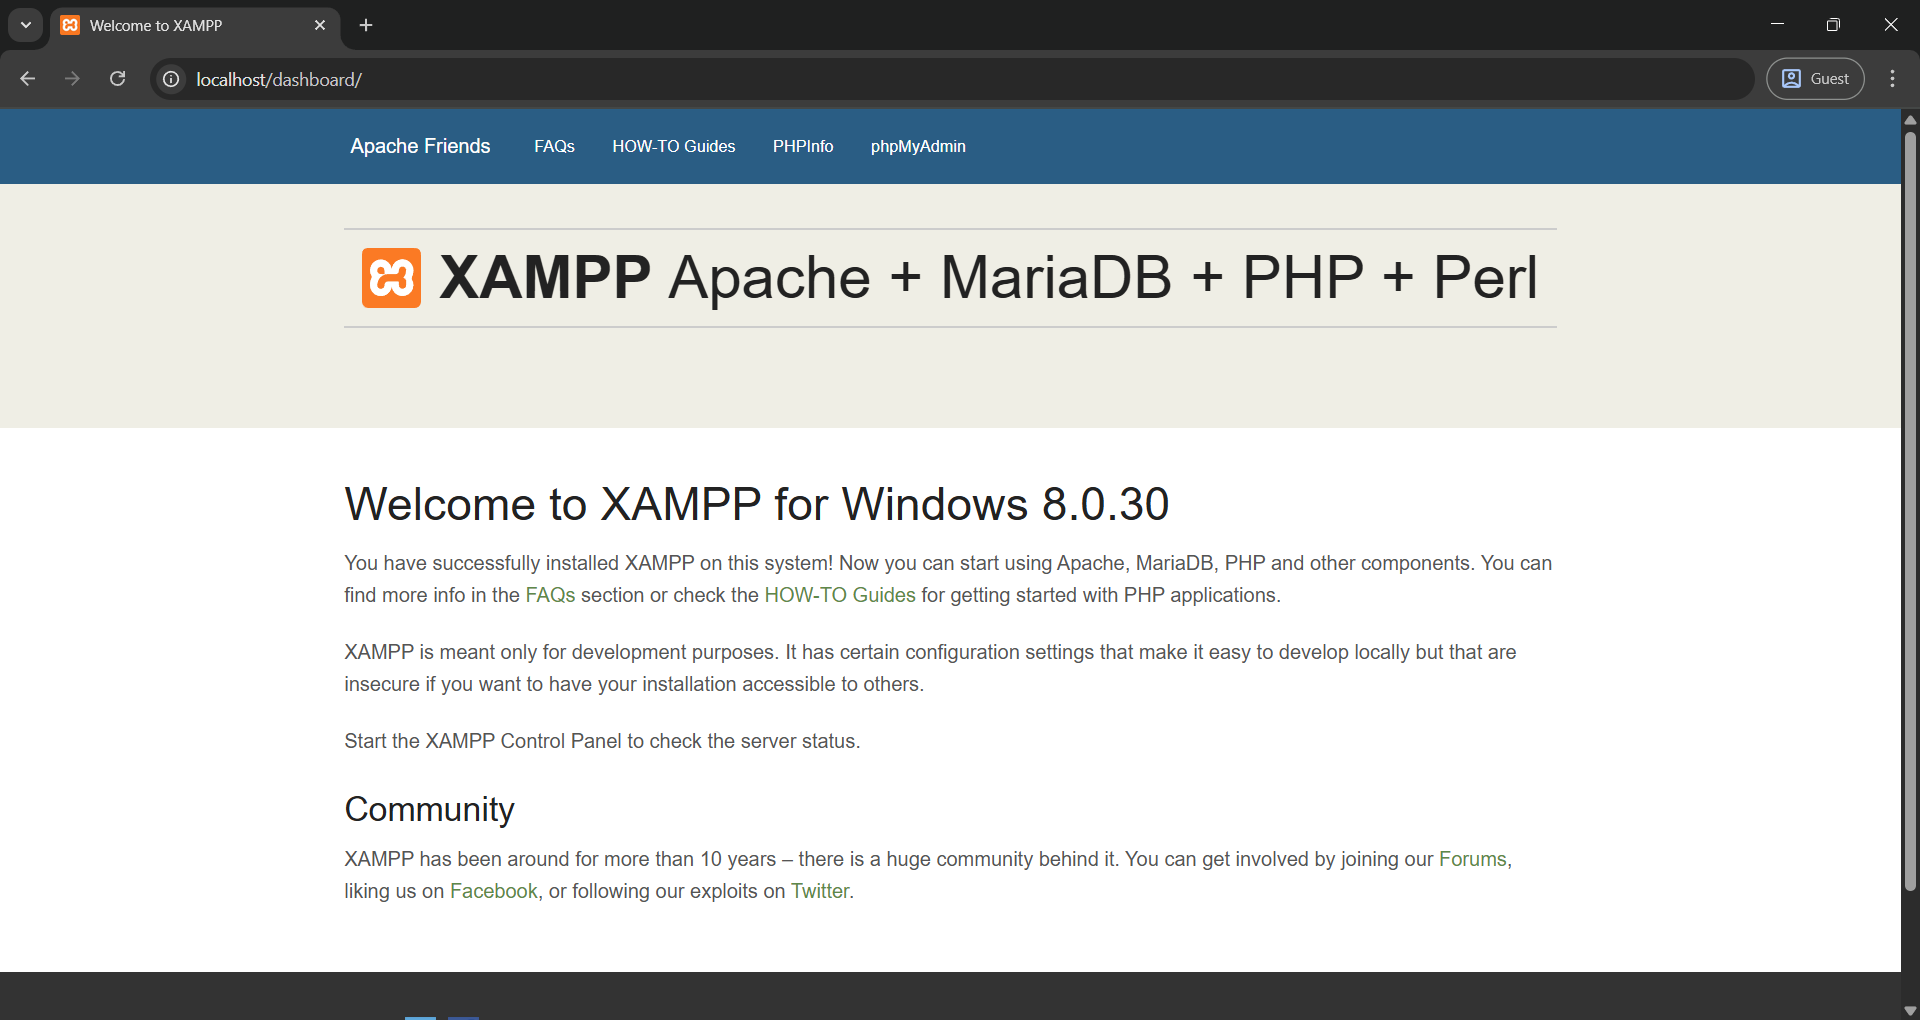 Welcome to XAMPP
localhost/dashboard/
Guest
Apache Friends FAQs HOW-TO Guides PHPInfo phpMyAdmin
XAMPP Apache + MariaDB + PHP + Perl
Welcome to XAMPP for Windows 8.0.30
You have successfully installed XAMPP on this system! Now you can start using Apache, MariaDB, PHP and other components. You can
find more info in the FAQs section or check the HOW-TO Guides for getting started with PHP applications.
XAMPP is meant only for development purposes. It has certain configuration settings that make it easy to develop locally but that are
insecure if you want to have your installation accessible to others.
Start the XAMPP Control Panel to check the server status.
Community
XAMPP has been around for more than 10 years – there is a huge community behind it. You can get involved by joining our Forums,
liking us on Facebook, or following our exploits on Twitter.